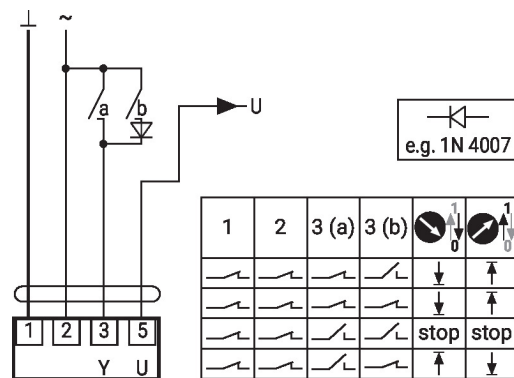 ⊥ ~
a b
U
e.g. 1N 4007
1 2 3 (a) 3 (b) 1 0 1 0
stop stop
1 2 3 5
Y U